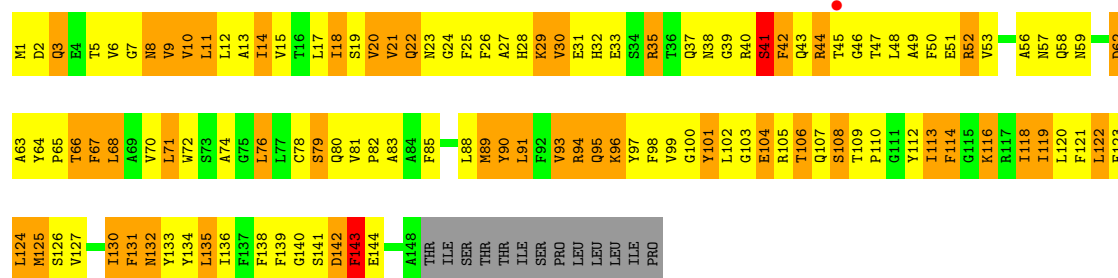 M1 D2 Q3 E4 T5 V6 G7 N8 V9 V10 L11 L12 A13 I14 V15 T16 L17 I18 S19 V20 V21 Q22 N23 G24 F25 F26 A27 H28 K29 V30 E31 H32 E33 S34 R35 T36 Q37 N38 G39 R40 S41 F42 Q43 R44 T45 G46 T47 L48 A49 F50 E51 R52 V53 A56 N57 Q58 N59
A63 Y64 P65 T66 F67 L68 A69 V70 L71 W72 S73 A74 G75 L76 L77 C78 S79 Q80 V81 P82 A83 A84 F85 L88 M89 Y90 L91 F92 V93 R94 Q95 K96 Y97 F98 V99 G100 Y101 L102 G103 E104 R105 T106 Q107 S108 T109 P110 G111 Y112 I113 F114 G115 K116 R117 I118 I119 L120 F121 L122
L124 M125 S126 V127 I130 F131 N132 Y133 Y134 L135 I136 F137 F138 F139 G140 S141 D142 F143 E144 A148 THR ILE SER THR THR ILE SER PRO LEU LEU LEU ILE PRO